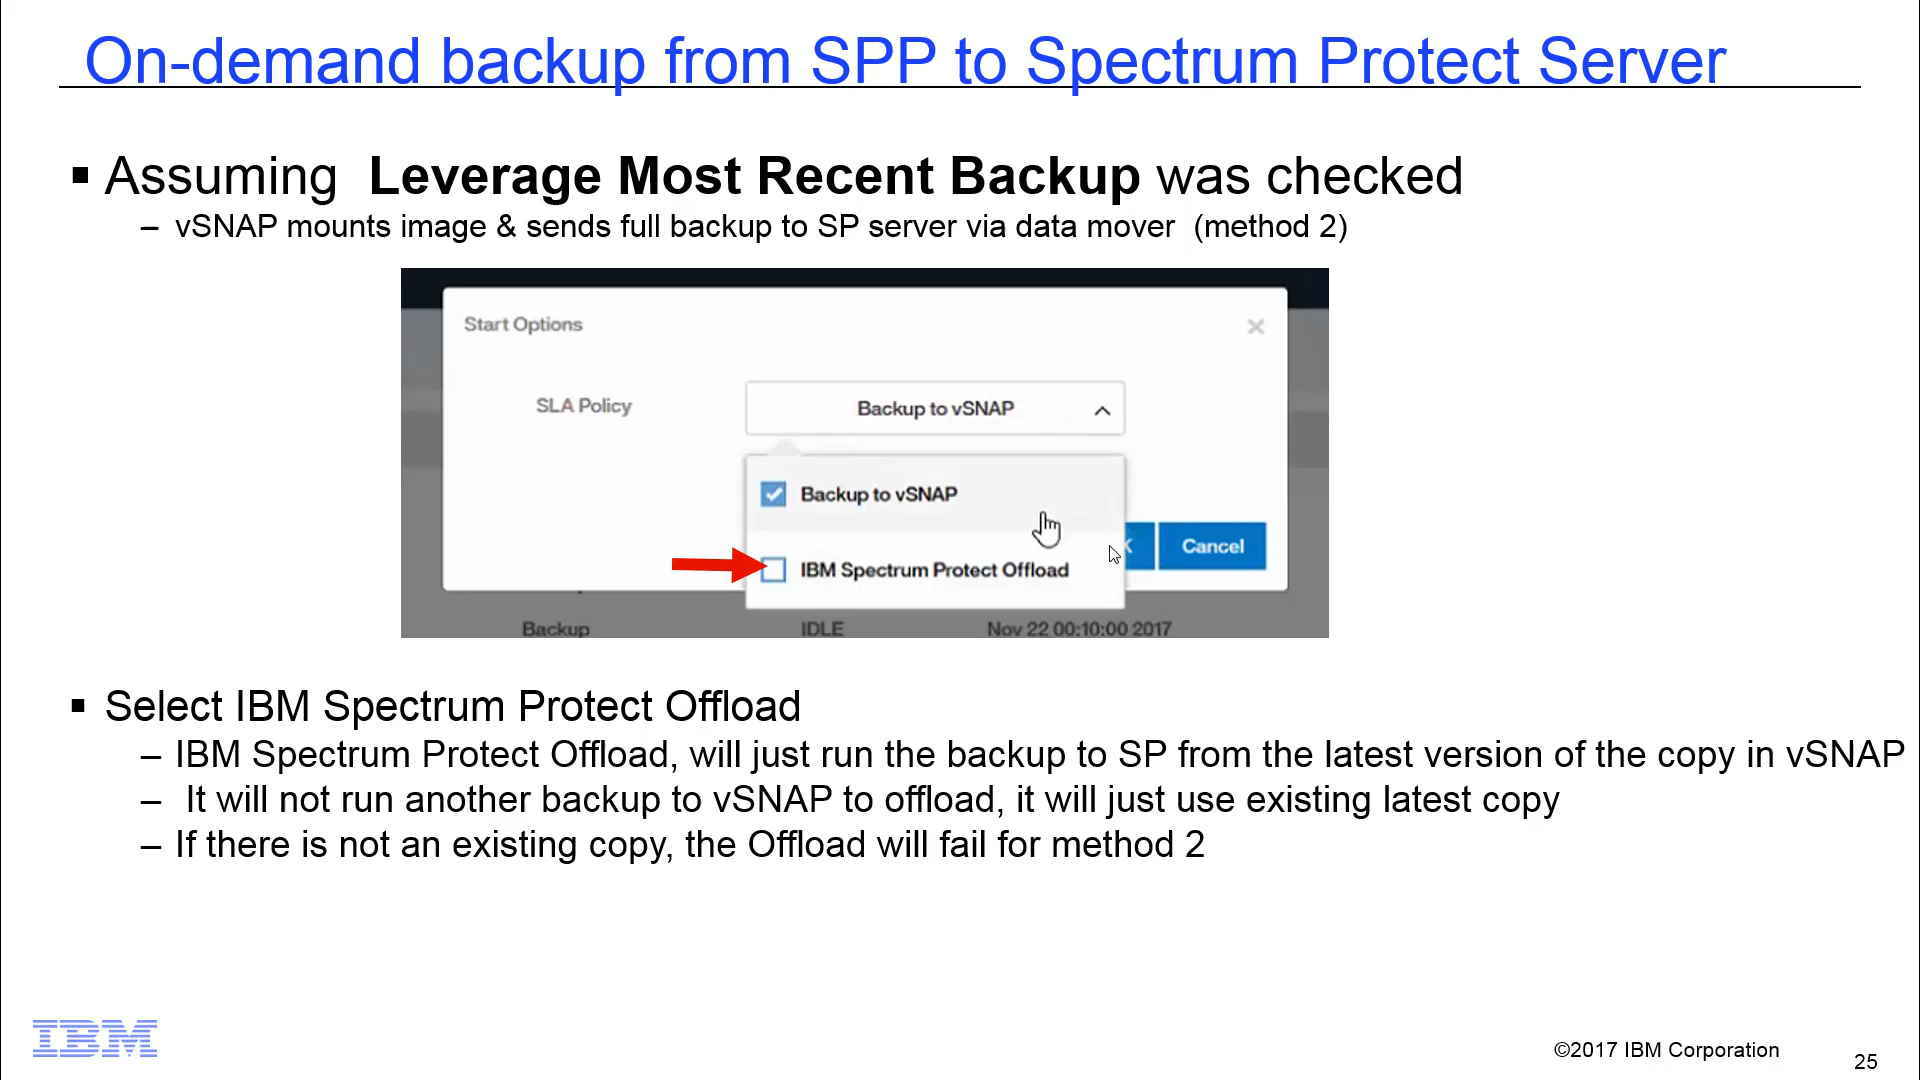 On-demand backup from SPP to Spectrum Protect Server
▪ Assuming Leverage Most Recent Backup was checked
– vSNAP mounts image & sends full backup to SP server via data mover (method 2)
Start Options
SLA Policy
Backup to vSNAP
Backup to vSNAP
Cancel
IBM Spectrum Protect Offload
Backup IDLE Nov 22 00:10:00 2017
▪ Select IBM Spectrum Protect Offload
– IBM Spectrum Protect Offload, will just run the backup to SP from the latest version of the copy in vSNAP
– It will not run another backup to vSNAP to offload, it will just use existing latest copy
– If there is not an existing copy, the Offload will fail for method 2
IBM
©2017 IBM Corporation
25